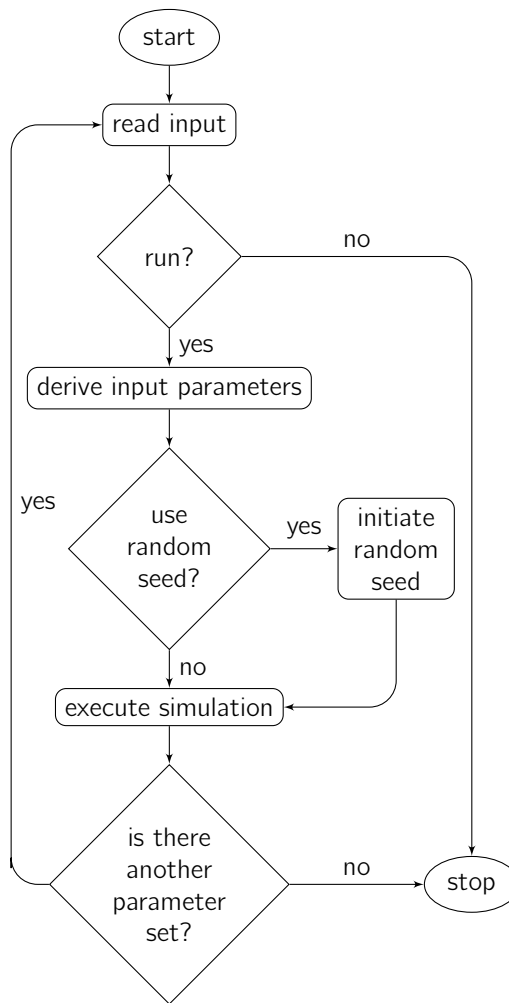 start
read input
run?
no
yes
derive input parameters
yes
use
random
seed?
yes
initiate
random
seed
no
execute simulation
is there
another
parameter
set?
no
stop